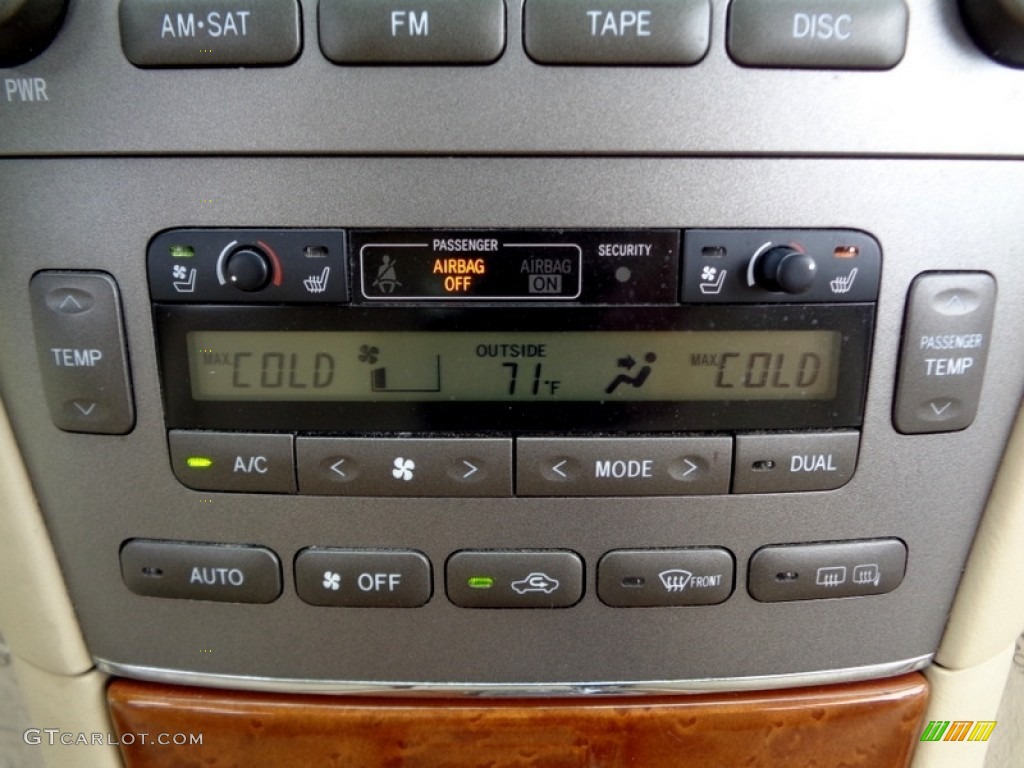 AM·SAT FM TAPE DISC
PWR
PASSENGER
AIRBAG OFF
AIRBAG ON
SECURITY
TEMP
PASSENGER TEMP
MAX COLD
OUTSIDE
71°F
MAX COLD
A/C
< >
< MODE >
DUAL
AUTO
OFF
FRONT
GTCARLOT.COM